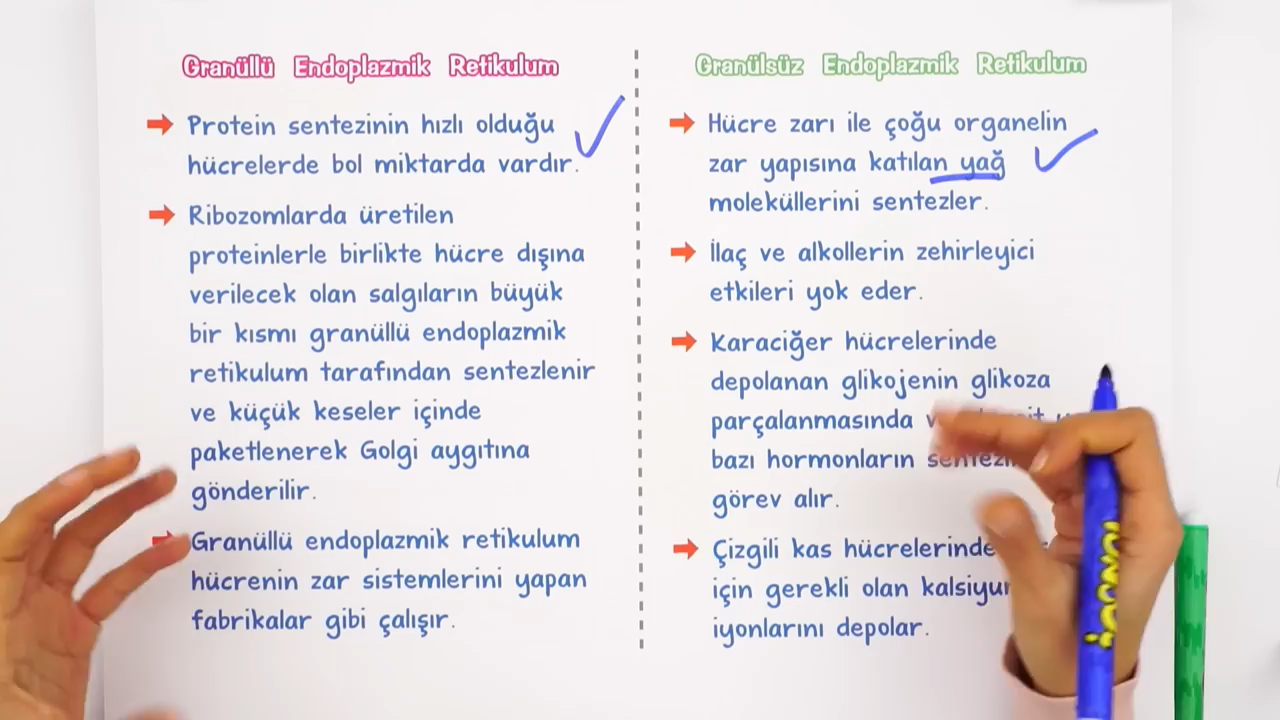 Granüllü Endoplazmik Retikulum
Protein sentezinin hızlı olduğu
hücrelerde bol miktarda vardır.
Ribozomlarda üretilen
proteinlerle birlikte hücre dışına
verilecek olan salgıların büyük
bir kısmı granüllü endoplazmik
retikulum tarafından sentezlenir
ve küçük keseler içinde
paketlenerek Golgi aygıtına
gönderilir.
Granüllü endoplazmik retikulum
hücrenin zar sistemlerini yapan
fabrikalar gibi çalışır.
Granülsüz Endoplazmik Retikulum
Hücre zarı ile çoğu organelin
zar yapısına katılan yağ
moleküllerini sentezler.
İlaç ve alkollerin zehirleyici
etkileri yok eder.
Karaciğer hücrelerinde
depolanan glikojenin glikoza
parçalanmasında
bazı hormonların
görev alır.
Çizgili kas hücrelerinde
için gerekli olan kalsiyum
iyonlarını depolar.